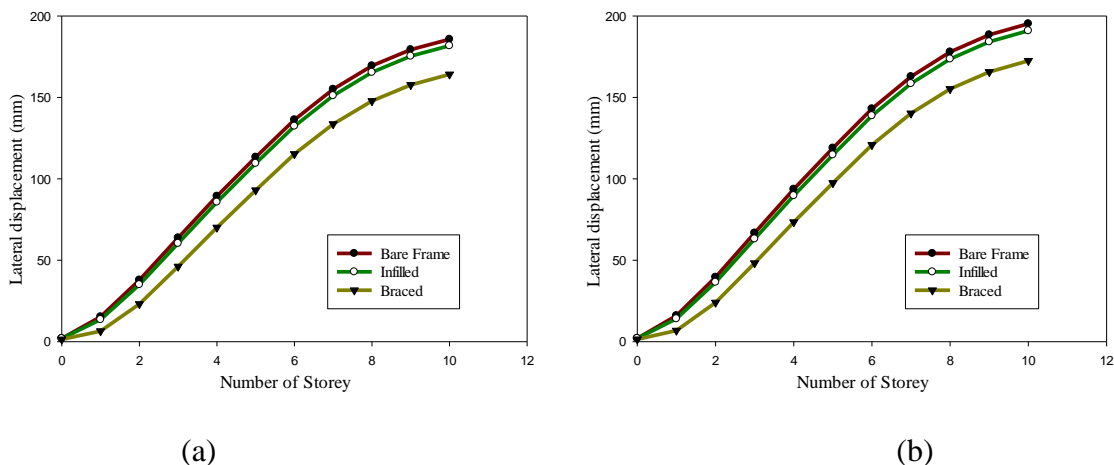 200
150
100
50
0
Lateral displacement (mm)
Bare Frame
Infilled
Braced
0 2 4 6 8 10 12
Number of Storey
(a)
200
150
100
50
0
Lateral displacement (mm)
Bare Frame
Infilled
Braced
0 2 4 6 8 10 12
Number of Storey
(b)